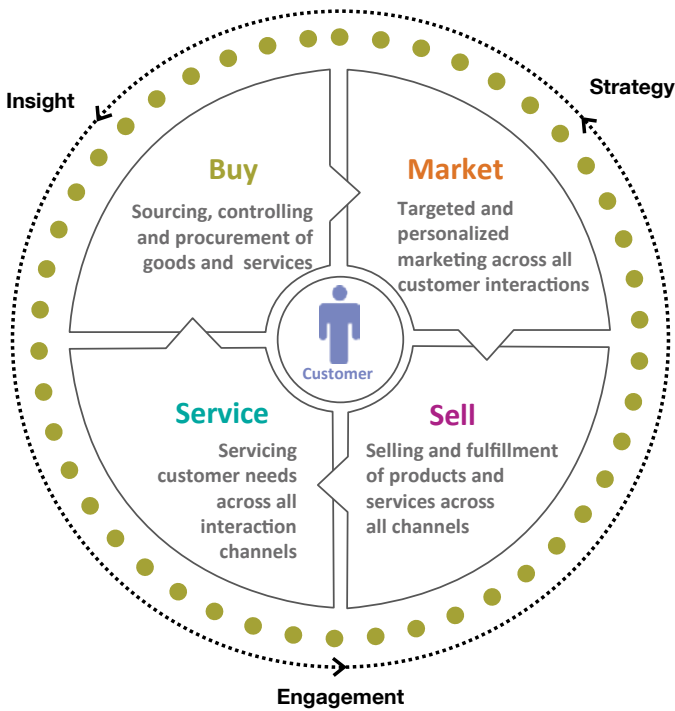 Insight
Strategy
Buy
Sourcing, controlling
and procurement of
goods and services
Market
Targeted and
personalized
marketing across all
customer interactions
Customer
Service
Servicing
customer needs
across all
interaction
channels
Sell
Selling and fulfillment
of products and
services across
all channels
Engagement